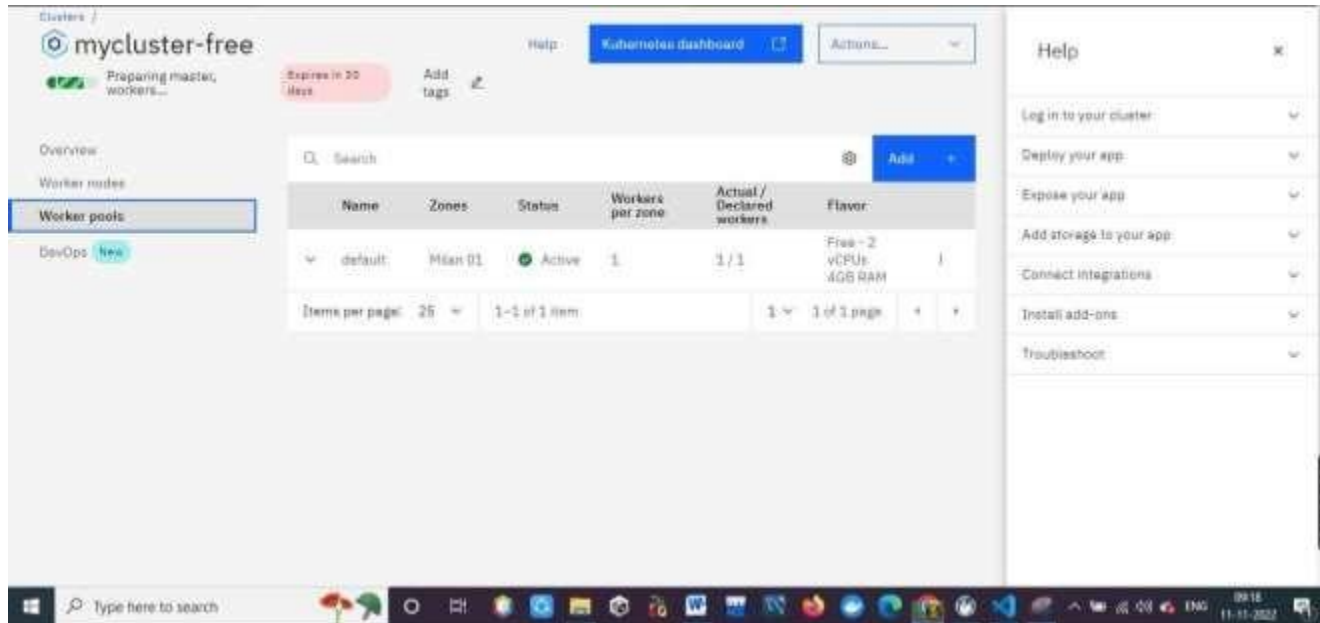 Clusters /
mycluster-free
Help
Kubernetes dashboard
Actions...
Preparing master,
workers...
Expires in 30
days
Add
tags
Overview
Worker nodes
Worker pools
DevOps New
Search
Add +
Name Zones Status Workers per zone Actual / Declared workers Flavor
default Milan 01 Active 1 1 / 1 Free - 2 vCPUs 4GB RAM
Items per page: 25 1-1 of 1 item 1 1 of 1 page
Help
Log in to your cluster
Deploy your app
Expose your app
Add storage to your app
Connect integrations
Install add-ons
Troubleshoot
Type here to search
ENG
09:18
11-11-2022